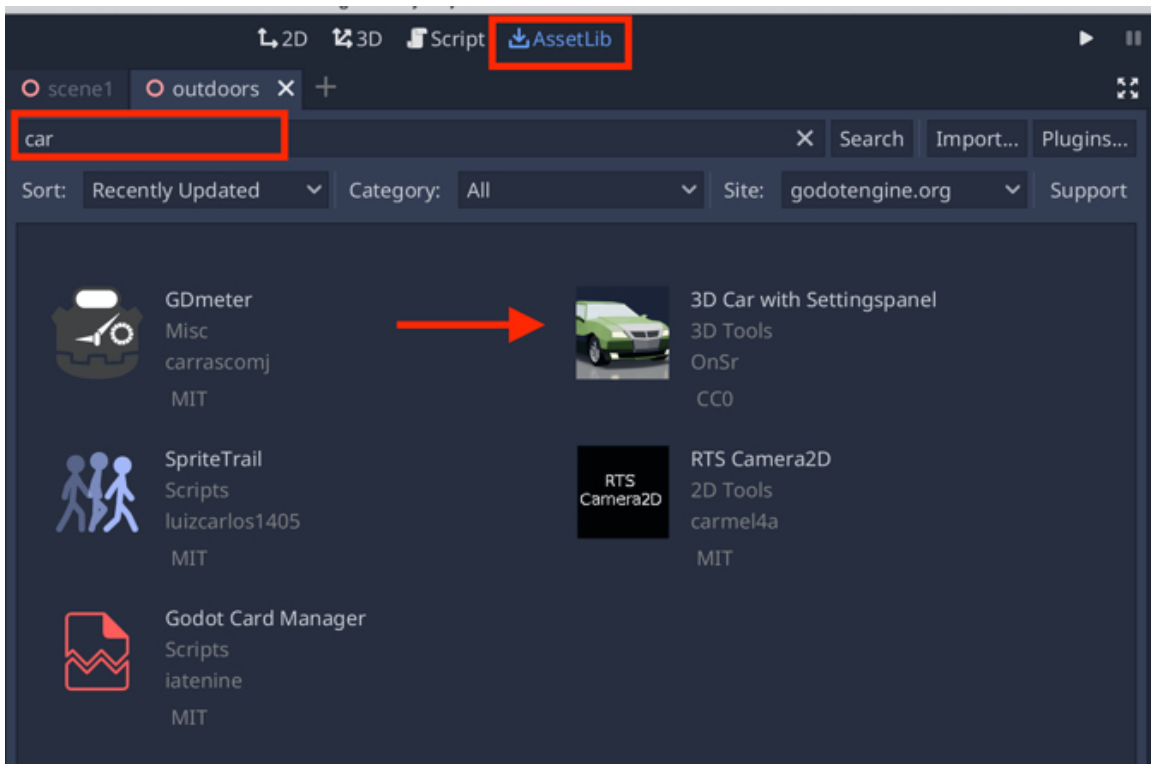 2D 3D Script AssetLib
scene1 outdoors
car Search Import... Plugins...
Sort: Recently Updated Category: All Site: godotengine.org Support
GDmeter
Misc
carrascomj
MIT
3D Car with Settingspanel
3D Tools
OnSr
CC0
SpriteTrail
Scripts
luizcarlos1405
MIT
RTS
Camera2D
RTS Camera2D
2D Tools
carmel4a
MIT
Godot Card Manager
Scripts
iatenine
MIT